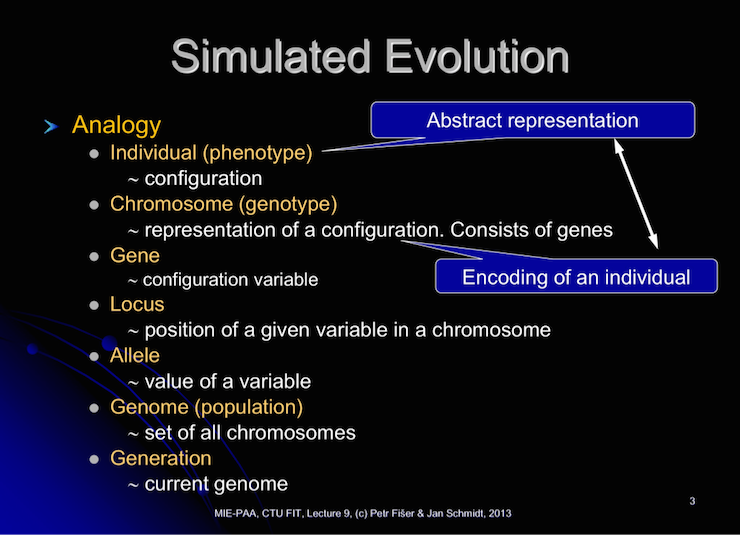 Simulated Evolution
Analogy
Abstract representation
Individual (phenotype)
~ configuration
Chromosome (genotype)
~ representation of a configuration. Consists of genes
Gene
~ configuration variable
Encoding of an individual
Locus
~ position of a given variable in a chromosome
Allele
~ value of a variable
Genome (population)
~ set of all chromosomes
Generation
~ current genome
3
MIE-PAA, CTU FIT, Lecture 9, (c) Petr Fišer & Jan Schmidt, 2013